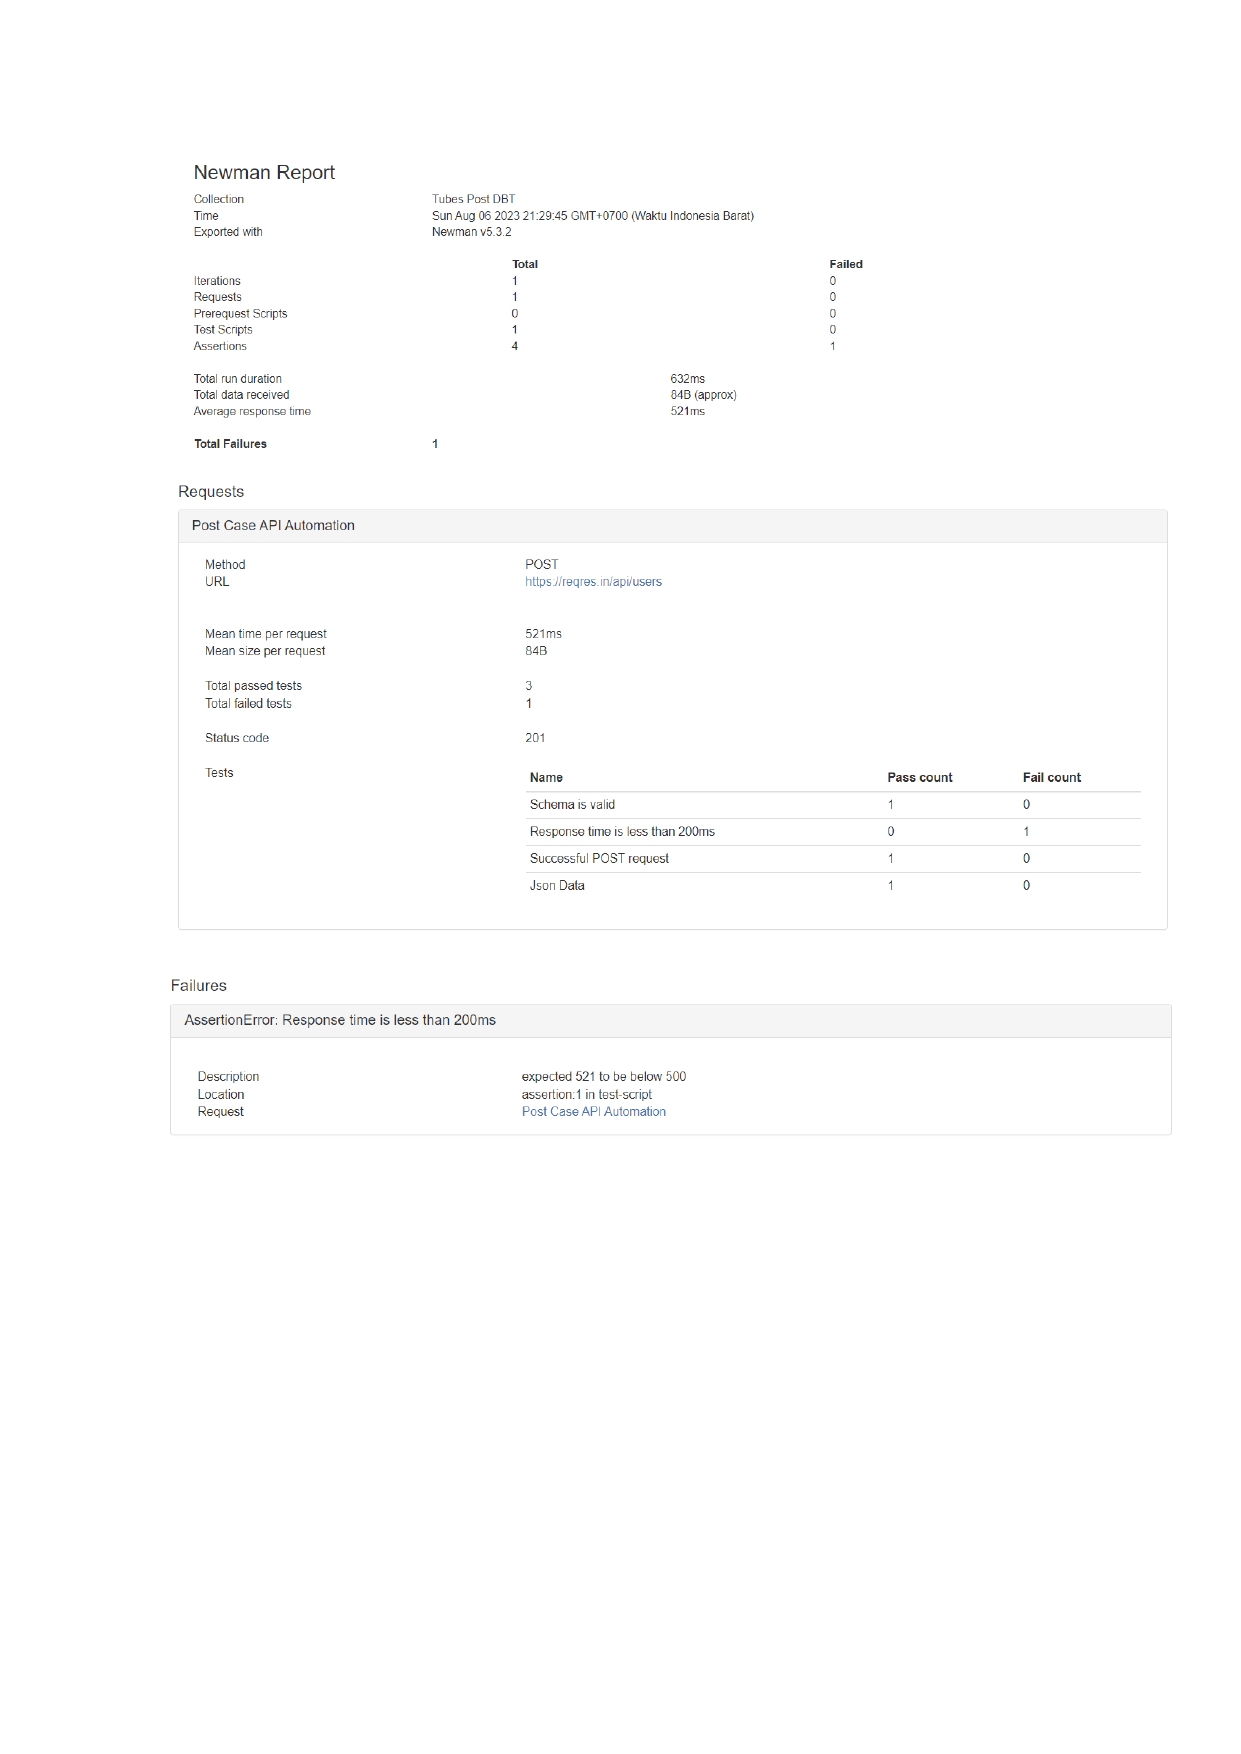 Newman Report
Collection Tubes Post DBT
Time Sun Aug 06 2023 21:29:45 GMT+0700 (Waktu Indonesia Barat)
Exported with Newman v5.3.2
Total Failed
Iterations 1 0
Requests 1 0
Prerequest Scripts 0 0
Test Scripts 1 0
Assertions 4 1
Total run duration 632ms
Total data received 84B (approx)
Average response time 521ms
Total Failures 1
Requests
Post Case API Automation
Method POST
URL https://reqres.in/api/users
Mean time per request 521ms
Mean size per request 84B
Total passed tests 3
Total failed tests 1
Status code 201
Tests Name Pass count Fail count
Schema is valid 1 0
Response time is less than 200ms 0 1
Successful POST request 1 0
Json Data 1 0
Failures
AssertionError: Response time is less than 200ms
Description expected 521 to be below 500
Location assertion:1 in test-script
Request Post Case API Automation